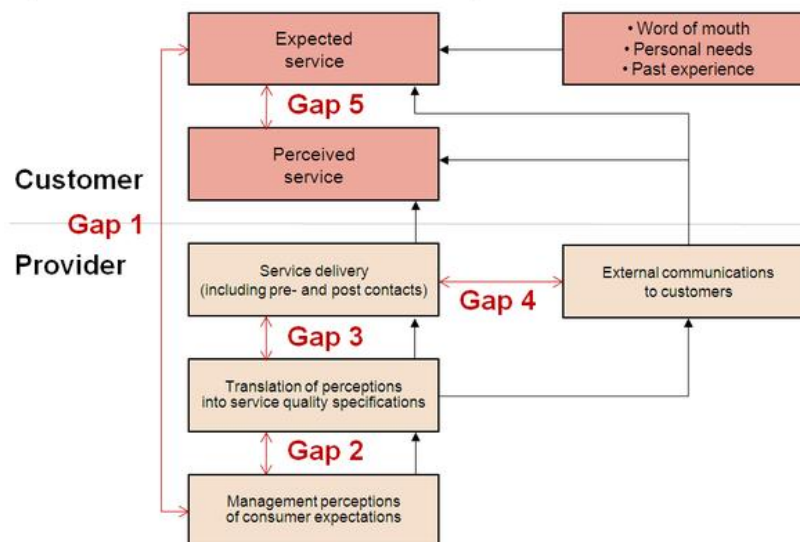 Expected
service
• Word of mouth
• Personal needs
• Past experience
Gap 5
Perceived
service
Customer
Gap 1
Provider
Service delivery
(including pre- and post contacts)
Gap 4
External communications
to customers
Gap 3
Translation of perceptions
into service quality specifications
Gap 2
Management perceptions
of consumer expectations